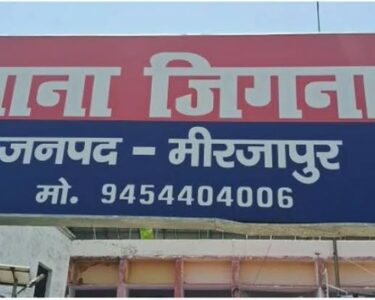 थाना जिगना
जनपद - मीरजापुर
मो. 9454404006